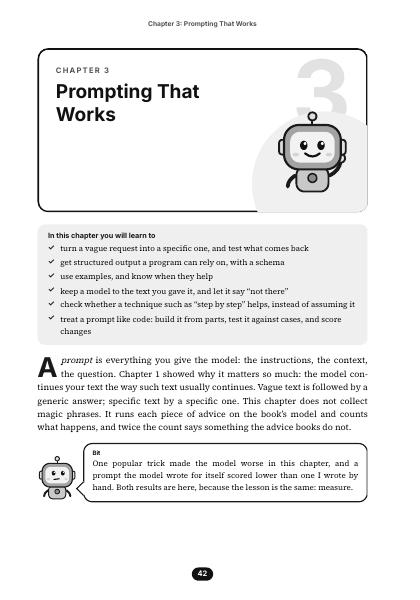 Chapter 3: Prompting That Works
CHAPTER 3
3
Prompting That
Works
In this chapter you will learn to
✓ turn a vague request into a specific one, and test what comes back
✓ get structured output a program can rely on, with a schema
✓ use examples, and know when they help
✓ keep a model to the text you gave it, and let it say “not there”
✓ check whether a technique such as “step by step” helps, instead of assuming it
✓ treat a prompt like code: build it from parts, test it against cases, and score
changes
A prompt is everything you give the model: the instructions, the context,
the question. Chapter 1 showed why it matters so much: the model con-
tinues your text the way such text usually continues. Vague text is followed by a
generic answer; specific text by a specific one. This chapter does not collect
magic phrases. It runs each piece of advice on the book’s model and counts
what happens, and twice the count says something the advice books do not.
Bit
One popular trick made the model worse in this chapter, and a
prompt the model wrote for itself scored lower than one I wrote by
hand. Both results are here, because the lesson is the same: measure.
42